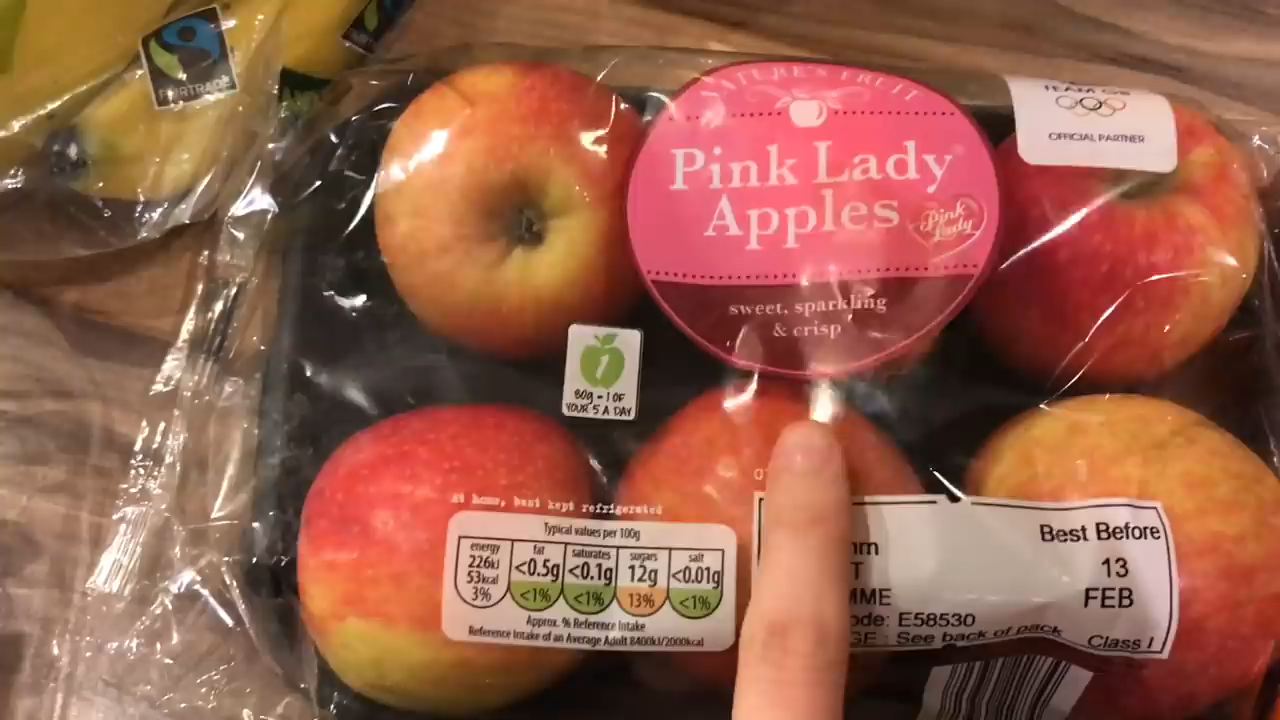 FAIRTRADE
NATURE'S FRUIT
Pink Lady
Apples
Pink
Lady
sweet, sparkling
& crisp
TEAM GB
OFFICIAL PARTNER
1
80g = 1 OF
YOUR 5 A DAY
At home, best kept refrigerated
Typical values per 100g
energy fat saturates sugars salt
226kJ <0.5g <0.1g 12g <0.01g
53kcal
3% <1% <1% 13% <1%
Approx. % Reference Intake
Reference Intake of an Average Adult 8400kJ/2000kcal
Best Before
13
FEB
E58530
See back of pack
Class I